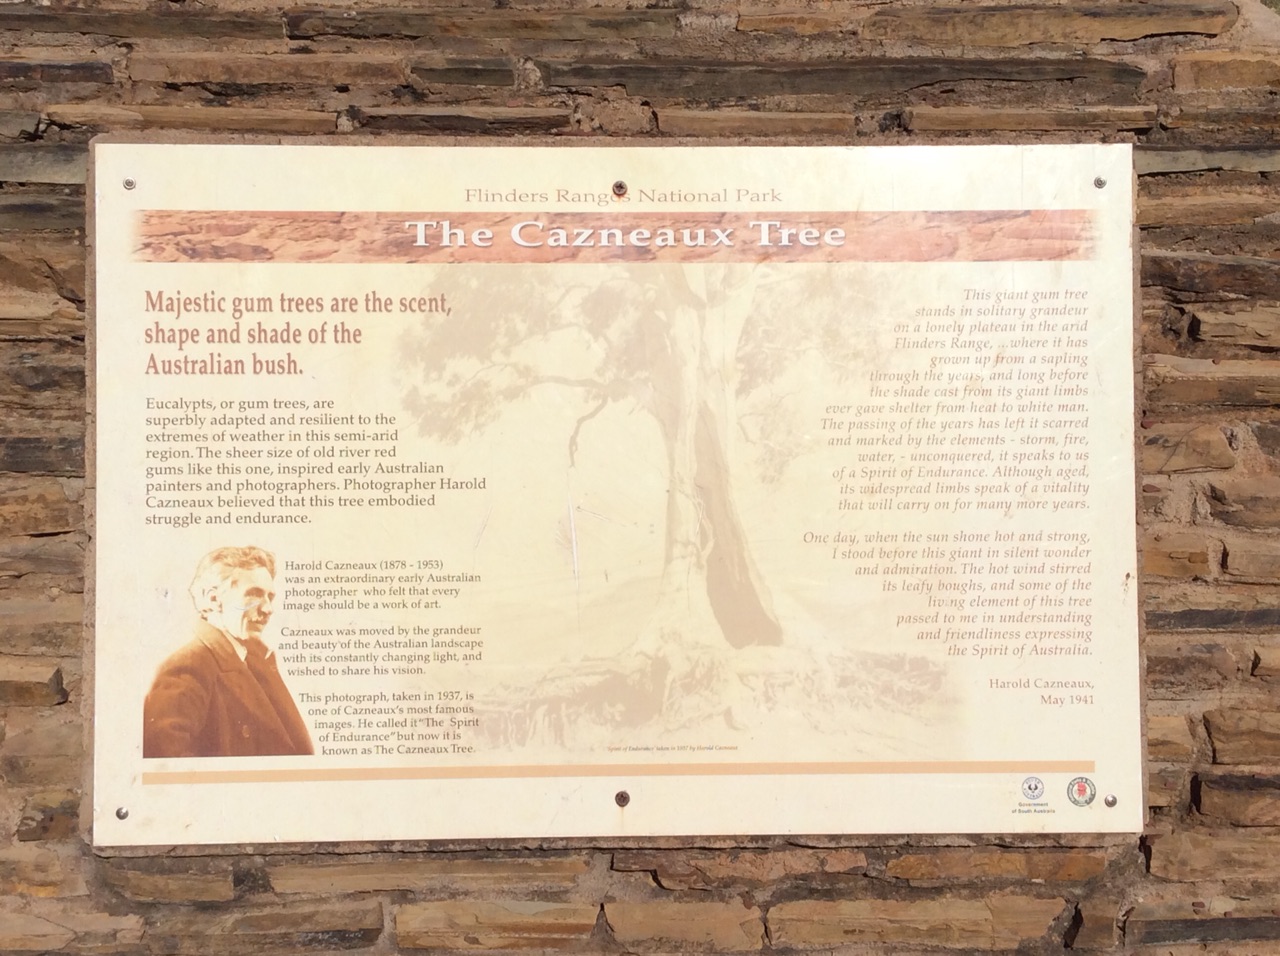 Flinders Ranges National Park
The Cazneaux Tree
Majestic gum trees are the scent,
shape and shade of the
Australian bush.
Eucalypts, or gum trees, are
superbly adapted and resilient to the
extremes of weather in this semi-arid
region. The sheer size of old river red
gums like this one, inspired early Australian
painters and photographers. Photographer Harold
Cazneaux believed that this tree embodied
struggle and endurance.
Harold Cazneaux (1878 - 1953)
was an extraordinary early Australian
photographer who felt that every
image should be a work of art.
Cazneaux was moved by the grandeur
and beauty of the Australian landscape
with its constantly changing light, and
wished to share his vision.
This photograph, taken in 1937, is
one of Cazneaux's most famous
images. He called it "The Spirit
of Endurance" but now it is
known as The Cazneaux Tree.
'Spirit of Endurance' taken in 1937 by Harold Cazneaux
This giant gum tree
stands in solitary grandeur
on a lonely plateau in the arid
Flinders Range, ...where it has
grown up from a sapling
through the years, and long before
the shade cast from its giant limbs
ever gave shelter from heat to white man.
The passing of the years has left it scarred
and marked by the elements - storm, fire,
water, - unconquered, it speaks to us
of a Spirit of Endurance. Although aged,
its widespread limbs speak of a vitality
that will carry on for many more years.
One day, when the sun shone hot and strong,
I stood before this giant in silent wonder
and admiration. The hot wind stirred
its leafy boughs, and some of the
living element of this tree
passed to me in understanding
and friendliness expressing
the Spirit of Australia.
Harold Cazneaux,
May 1941
Government
of South Australia